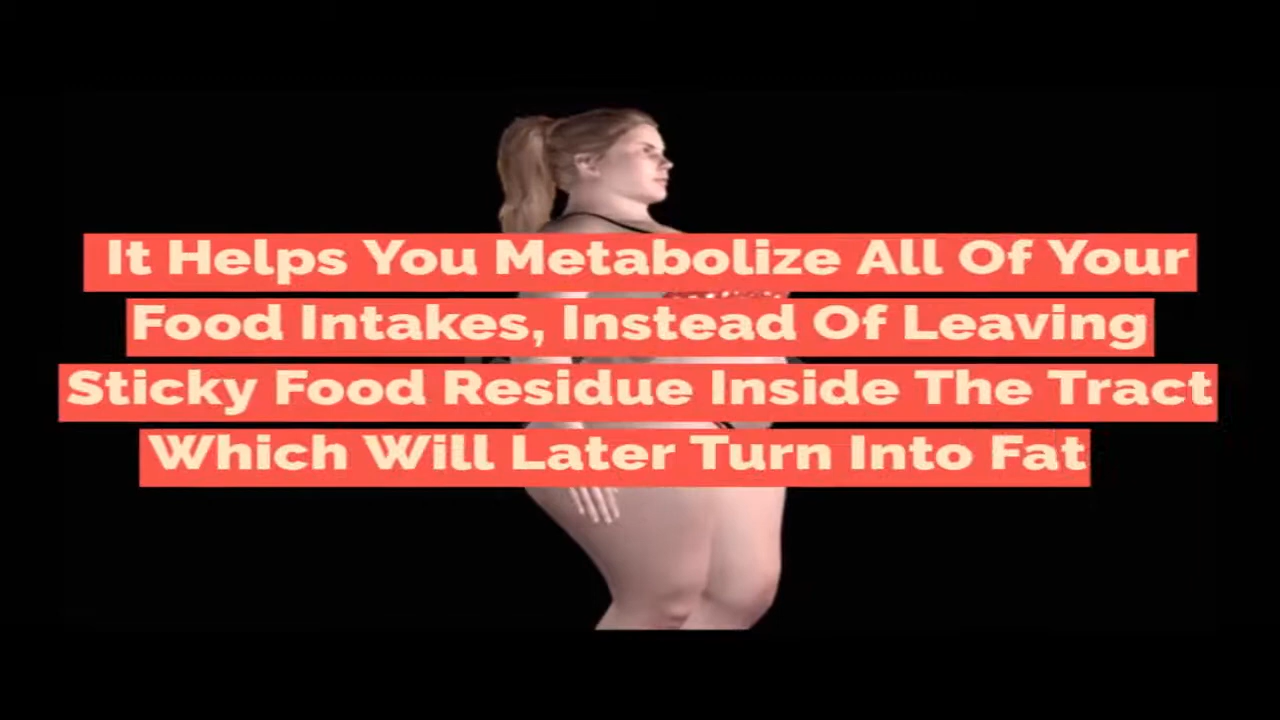 It Helps You Metabolize All Of Your
Food Intakes, Instead Of Leaving
Sticky Food Residue Inside The Tract
Which Will Later Turn Into Fat